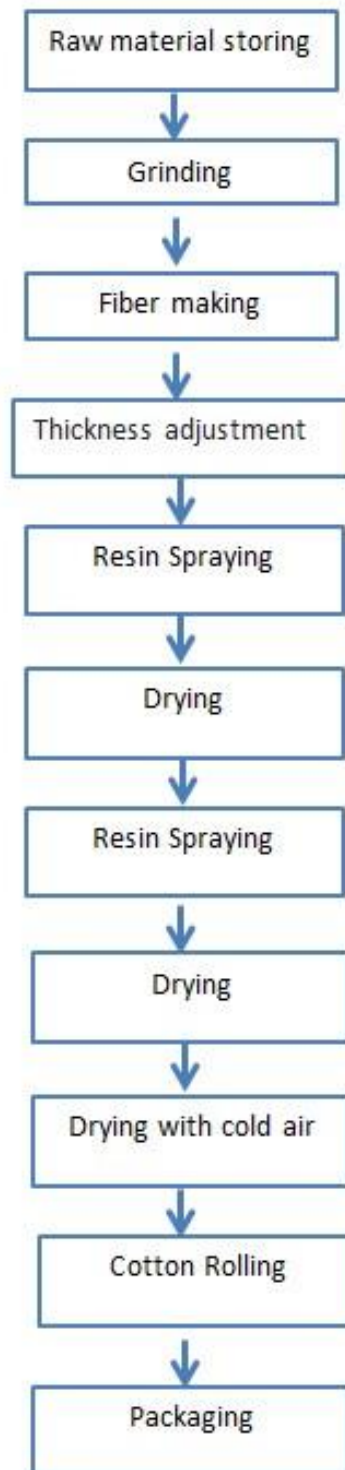 Raw material storing
Grinding
Fiber making
Thickness adjustment
Resin Spraying
Drying
Resin Spraying
Drying
Drying with cold air
Cotton Rolling
Packaging